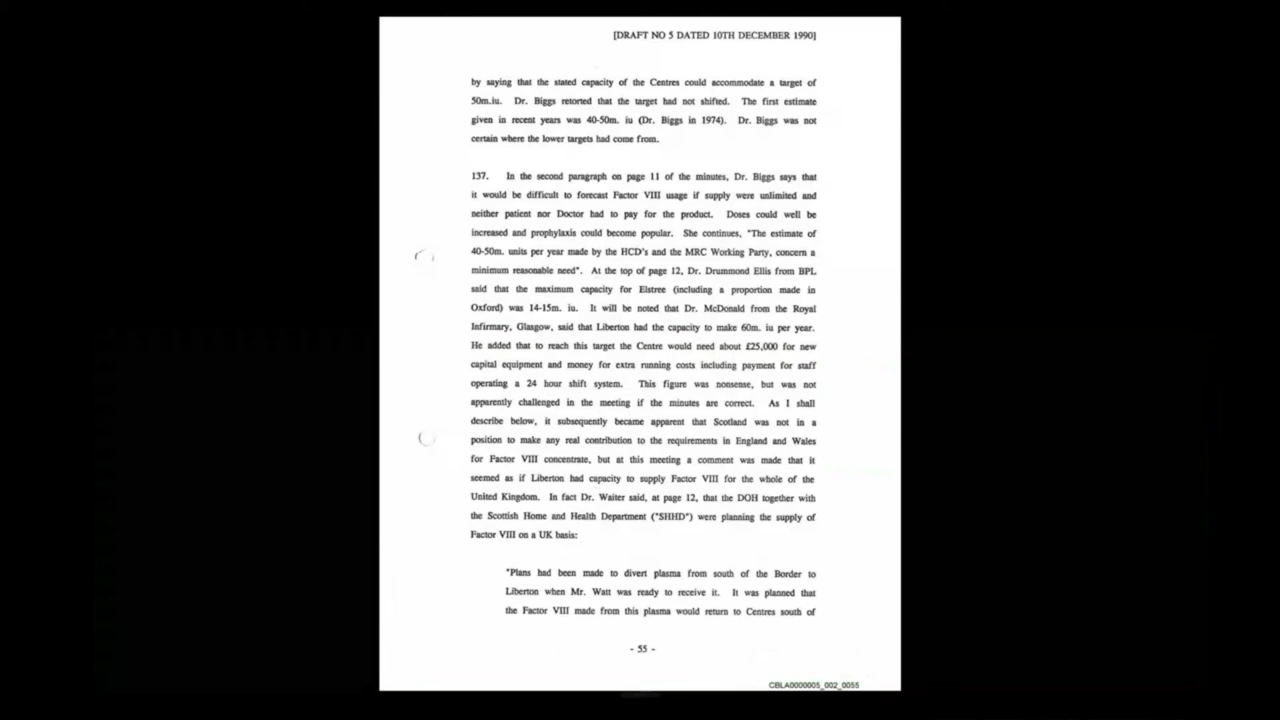 [DRAFT NO 5 DATED 10TH DECEMBER 1990]
by saying that the stated capacity of the Centres could accommodate a target of
50m.iu. Dr. Biggs retorted that the target had not shifted. The first estimate
given in recent years was 40-50m. iu (Dr. Biggs in 1974). Dr. Biggs was not
certain where the lower targets had come from.
137. In the second paragraph on page 11 of the minutes, Dr. Biggs says that
it would be difficult to forecast Factor VIII usage if supply were unlimited and
neither patient nor Doctor had to pay for the product. Doses could well be
increased and prophylaxis could become popular. She continues, "The estimate of
40-50m. units per year made by the HCD's and the MRC Working Party, concern a
minimum reasonable need". At the top of page 12, Dr. Drummond Ellis from BPL
said that the maximum capacity for Elstree (including a proportion made in
Oxford) was 14-15m. iu. It will be noted that Dr. McDonald from the Royal
Infirmary, Glasgow, said that Liberton had the capacity to make 60m. iu per year.
He added that to reach this target the Centre would need about £25,000 for new
capital equipment and money for extra running costs including payment for staff
operating a 24 hour shift system. This figure was nonsense, but was not
apparently challenged in the meeting if the minutes are correct. As I shall
describe below, it subsequently became apparent that Scotland was not in a
position to make any real contribution to the requirements in England and Wales
for Factor VIII concentrate, but at this meeting a comment was made that it
seemed as if Liberton had capacity to supply Factor VIII for the whole of the
United Kingdom. In fact Dr. Waiter said, at page 12, that the DOH together with
the Scottish Home and Health Department ("SHHD") were planning the supply of
Factor VIII on a UK basis:
"Plans had been made to divert plasma from south of the Border to
Liberton when Mr. Watt was ready to receive it. It was planned that
the Factor VIII made from this plasma would return to Centres south of
- 55 -
CBLA0000005_002_0055